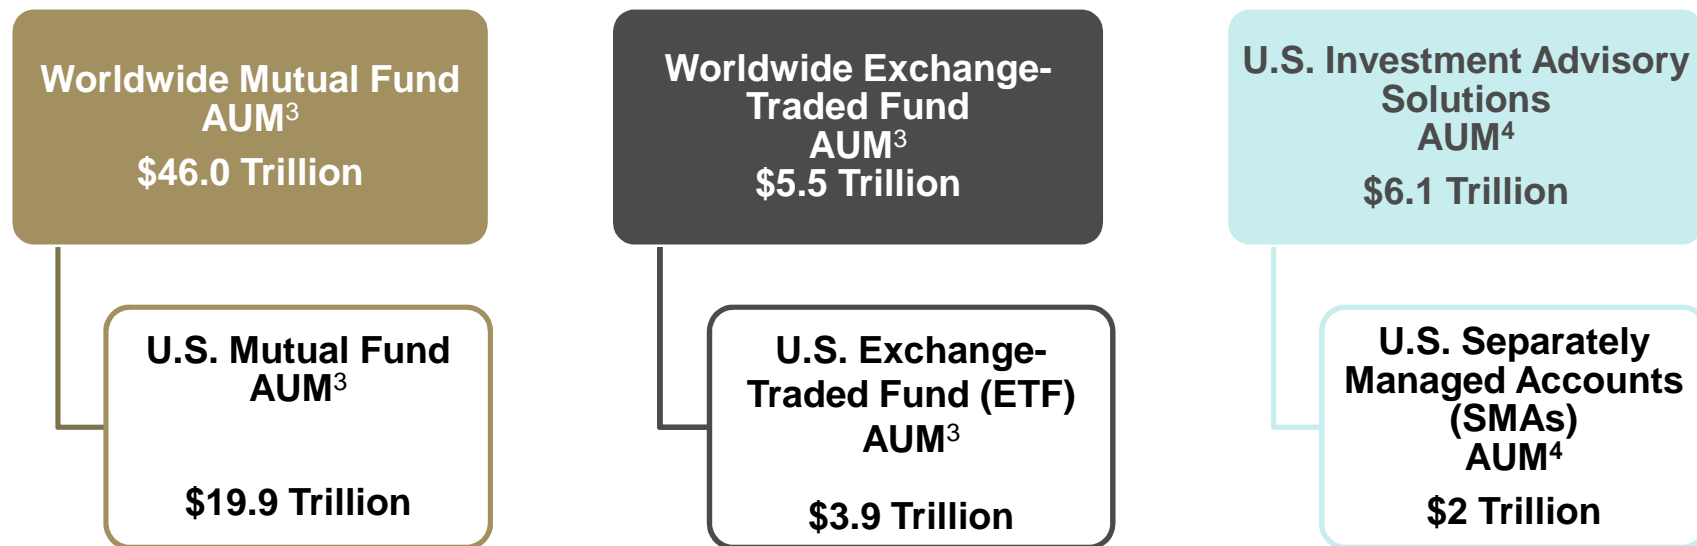 Worldwide Mutual Fund
AUM³
$46.0 Trillion
U.S. Mutual Fund
AUM³
$19.9 Trillion
Worldwide Exchange-
Traded Fund
AUM³
$5.5 Trillion
U.S. Exchange-
Traded Fund (ETF)
AUM³
$3.9 Trillion
U.S. Investment Advisory
Solutions
AUM⁴
$6.1 Trillion
U.S. Separately
Managed Accounts
(SMAs)
AUM⁴
$2 Trillion